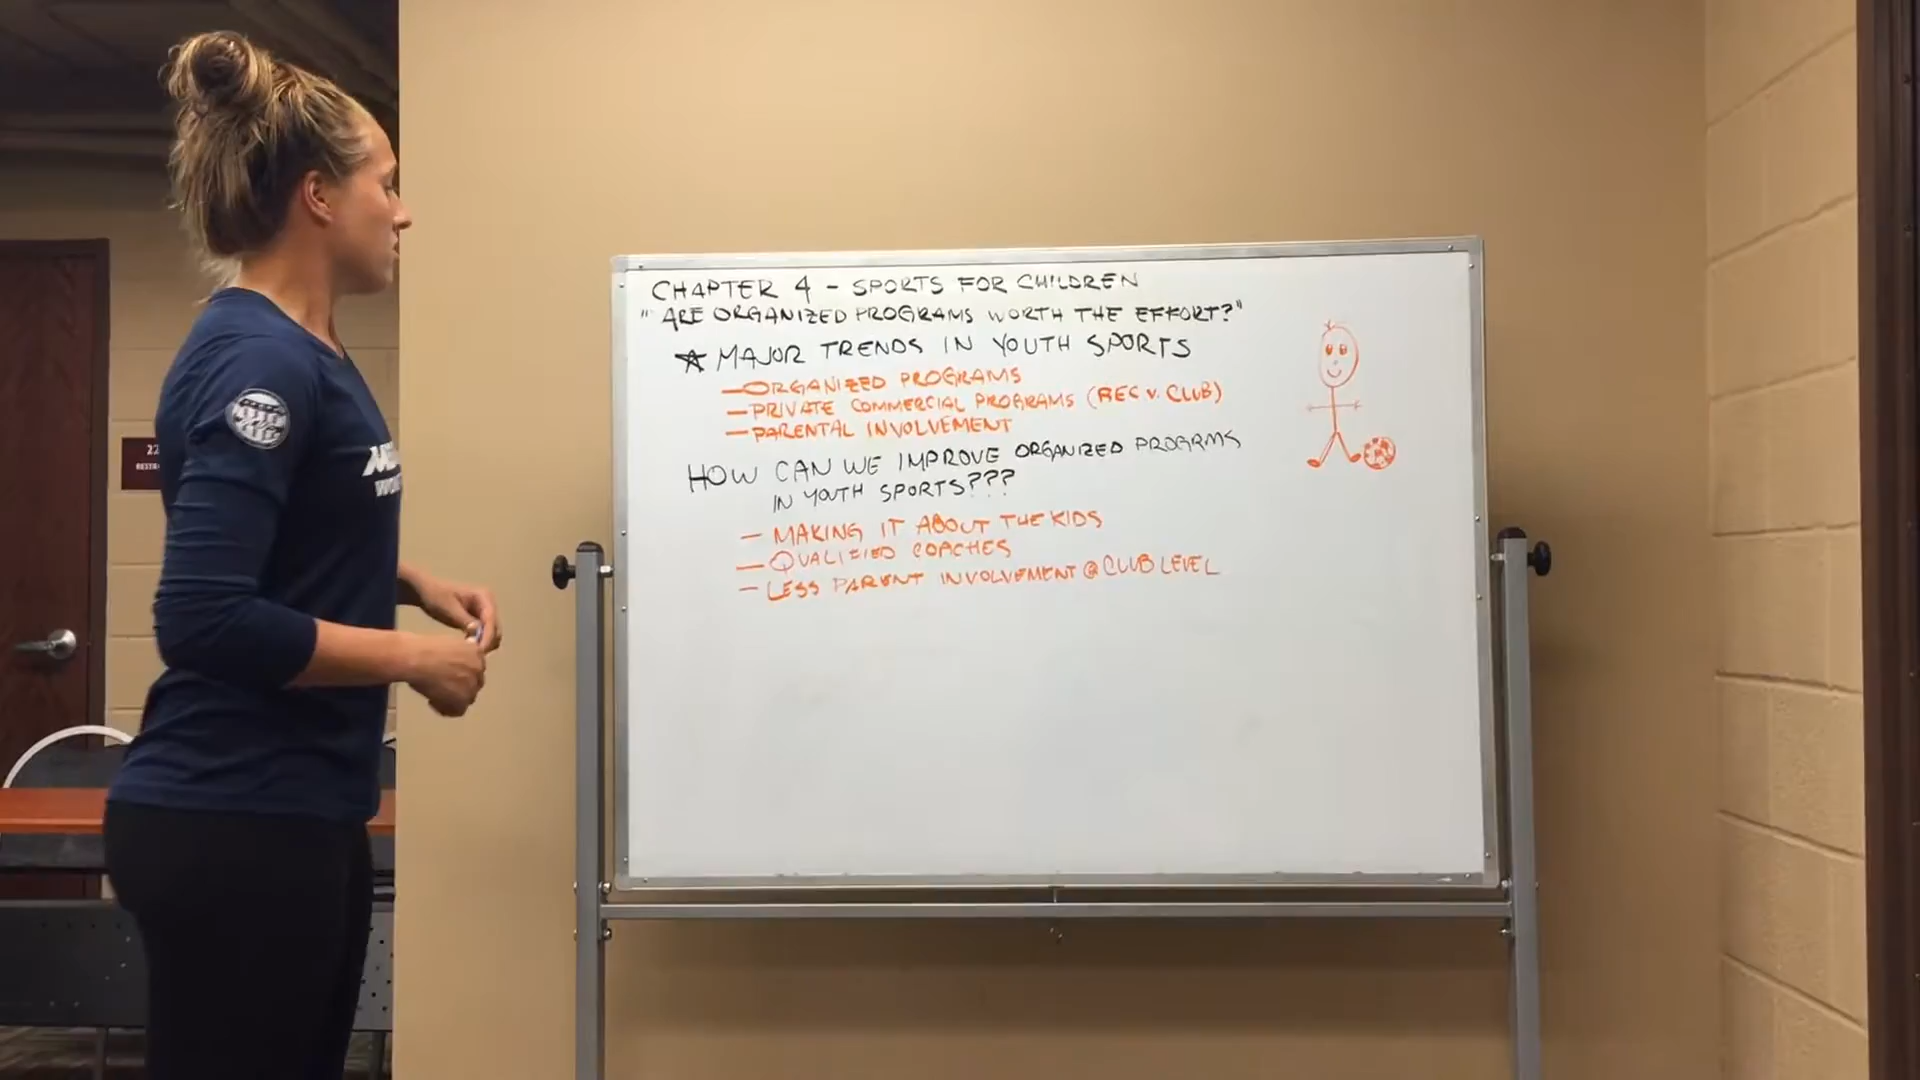 CHAPTER 4 - SPORTS FOR CHILDREN
"ARE ORGANIZED PROGRAMS WORTH THE EFFORT?"
☆ MAJOR TRENDS IN YOUTH SPORTS
—ORGANIZED PROGRAMS
—PRIVATE COMMERCIAL PROGRAMS (REC V. CLUB)
—PARENTAL INVOLVEMENT
HOW CAN WE IMPROVE ORGANIZED PROGRMS
IN YOUTH SPORTS???
— MAKING IT ABOUT THE KIDS
— QUALIFIED COACHES
— LESS PARENT INVOLVEMENT @ CLUB LEVEL